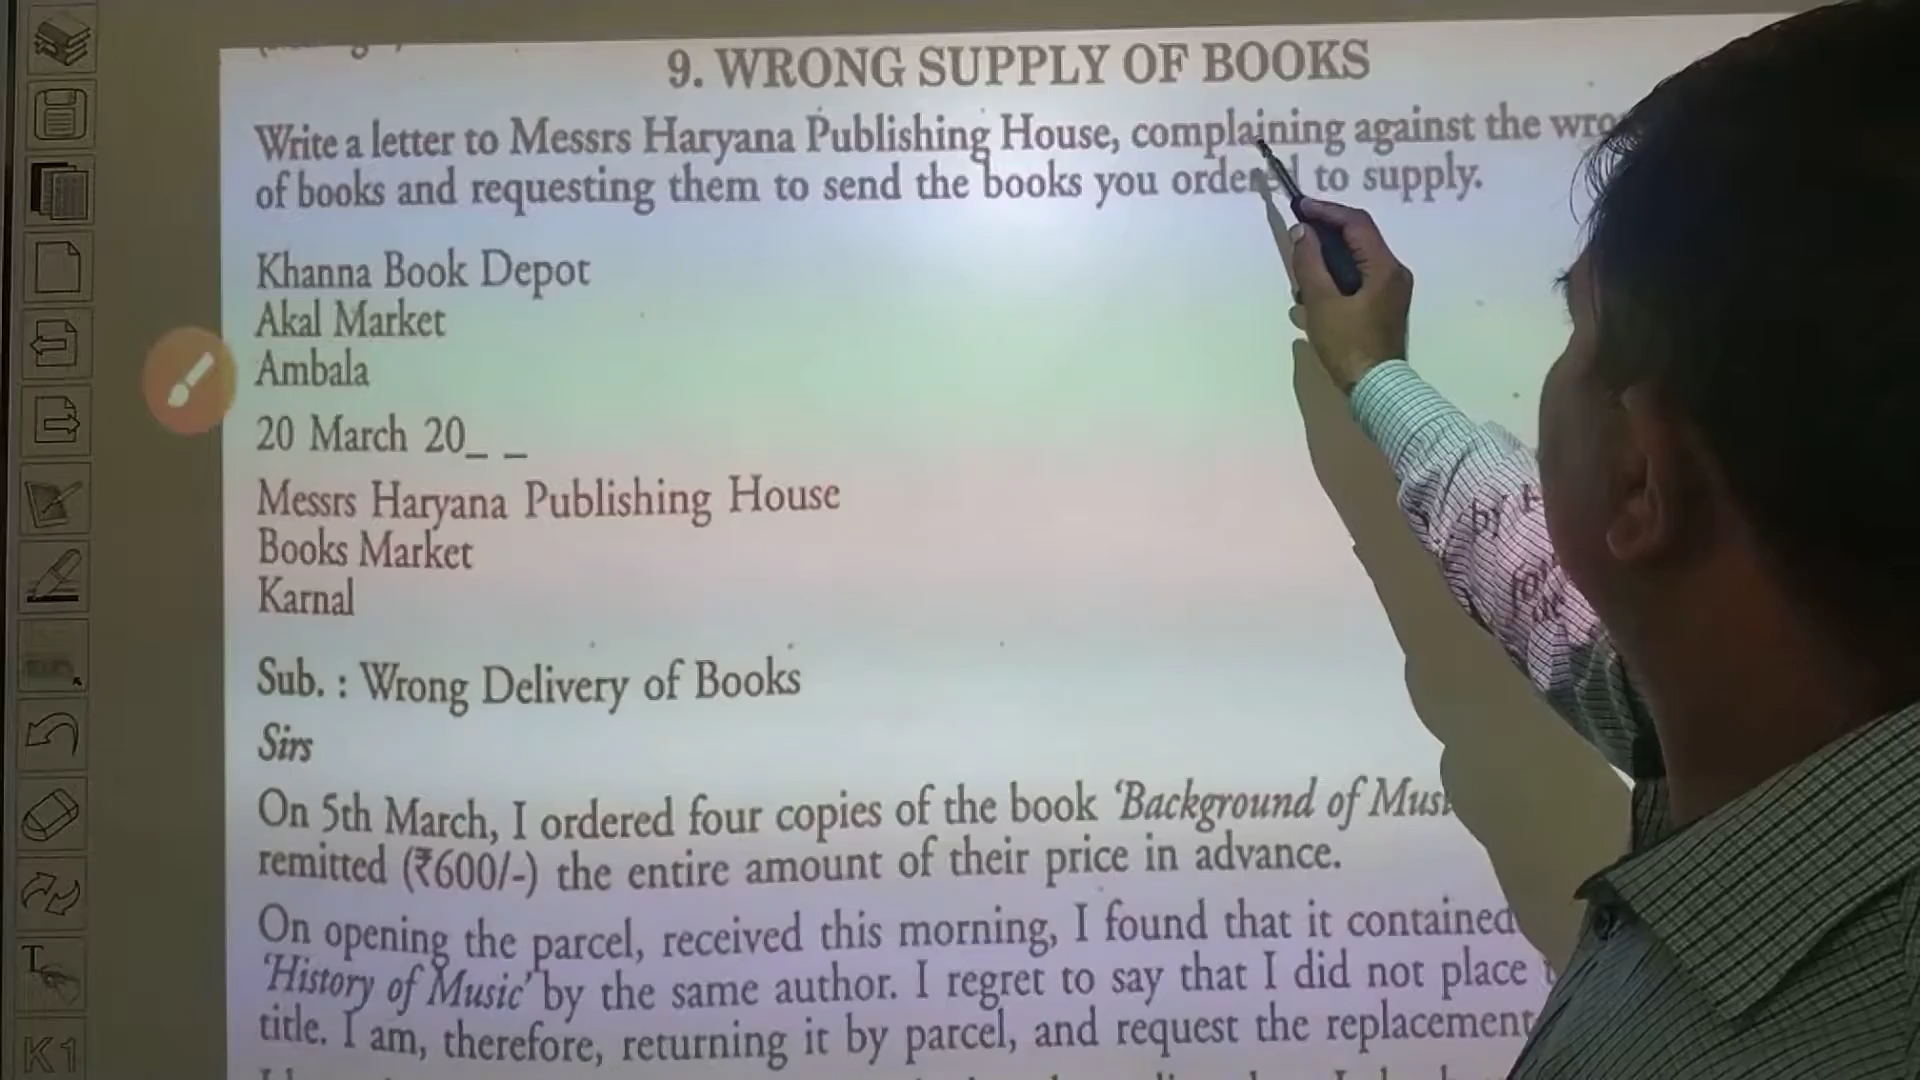 9. WRONG SUPPLY OF BOOKS
Write a letter to Messrs Haryana Publishing House, complaining against the
of books and requesting them to send the books you ordered to supply.
Khanna Book Depot
Akal Market
Ambala
20 March 20_ _
Messrs Haryana Publishing House
Books Market
Karnal
Sub. : Wrong Delivery of Books
Sirs
On 5th March, I ordered four copies of the book 'Background of
remitted (₹600/-) the entire amount of their price in advance.
On opening the parcel, received this morning, I found that it contained
'History of Music' by the same author. I regret to say that I did not place
title. I am, therefore, returning it by parcel, and request the replacement
by
K1
T